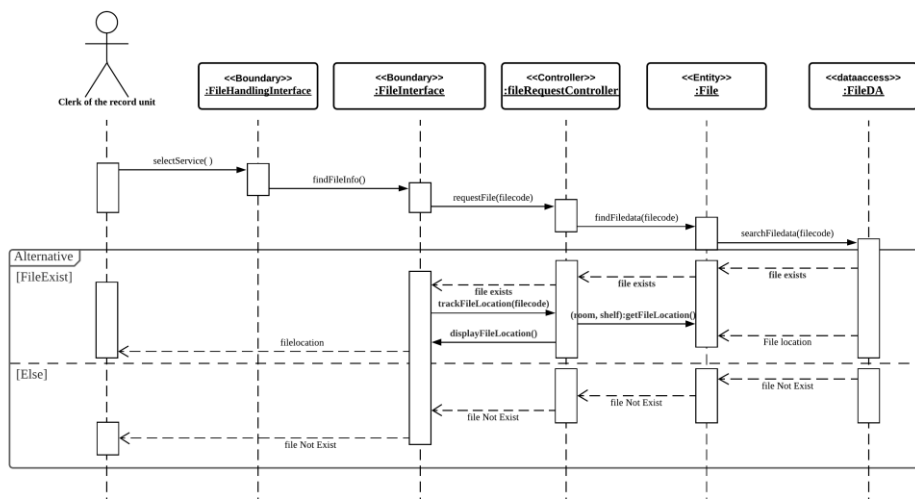 Clerk of the record unit
<<Boundary>>
:FileHandlingInterface
<<Boundary>>
:FileInterface
<<Controller>>
:fileRequestController
<<Entity>>
:File
<<dataaccess>>
:FileDA
selectService( )
findFileInfo()
requestFile(filecode)
findFiledata(filecode)
searchFiledata(filecode)
Alternative
[FileExist]
file exists
file exists
file exists
trackFileLocation(filecode)
(room, shelf):getFileLocation()
displayFileLocation()
File location
filelocation
[Else]
file Not Exist
file Not Exist
file Not Exist
file Not Exist